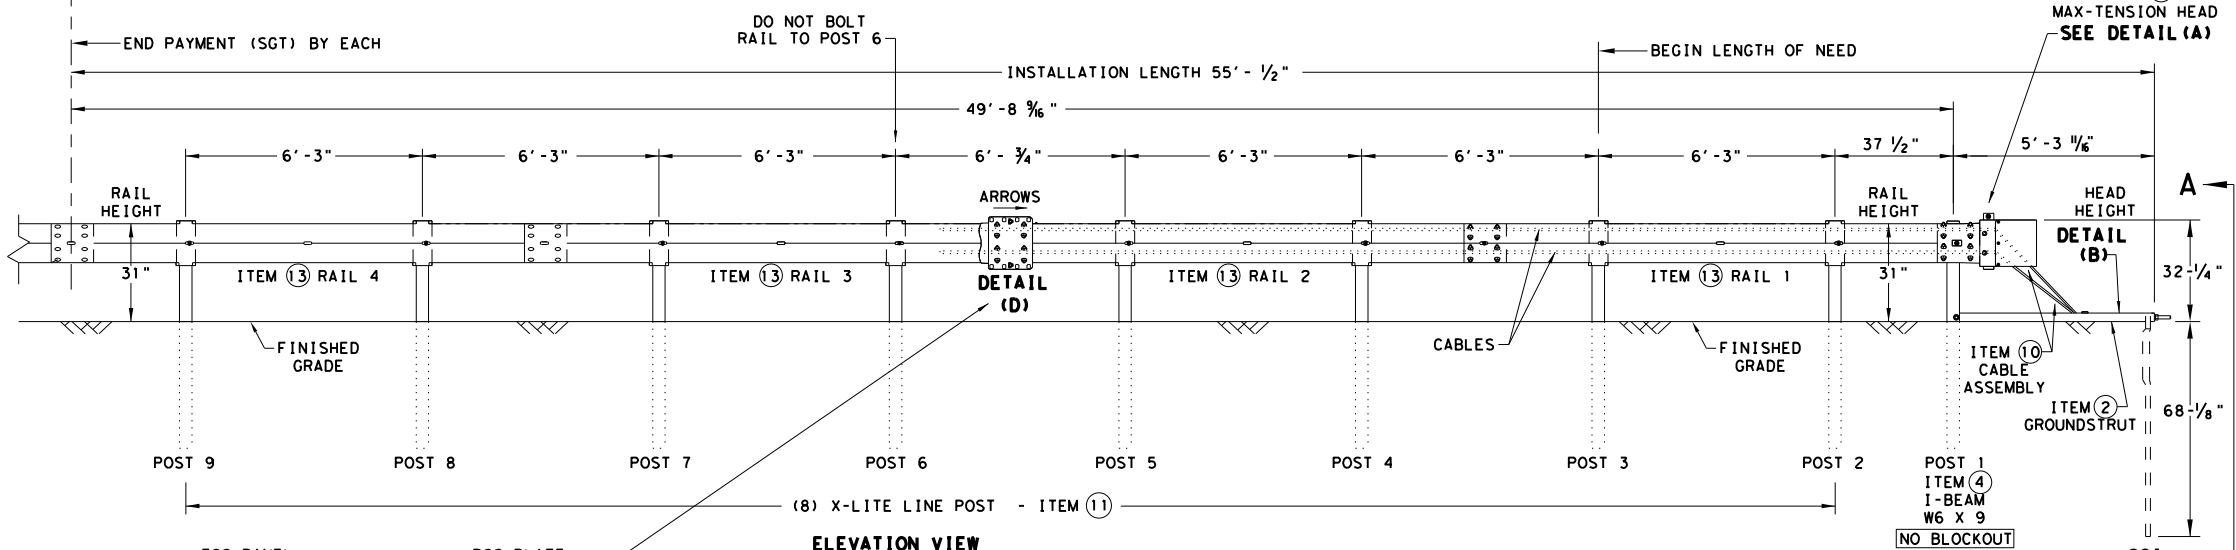 DO NOT BOLT
RAIL TO POST 6
MAX-TENSION HEAD
SEE DETAIL (A)
END PAYMENT (SGT) BY EACH
BEGIN LENGTH OF NEED
INSTALLATION LENGTH 55'- 1/2"
49'-8 9/16"
6'-3"
6'-3"
6'-3"
6'- 3/4"
6'-3"
6'-3"
6'-3"
37 1/2"
5'-3 11/16"
A
RAIL
HEIGHT
ARROWS
RAIL
HEIGHT
HEAD
HEIGHT
DETAIL
(B)
31"
ITEM 13 RAIL 4
ITEM 13 RAIL 3
DETAIL
(D)
ITEM 13 RAIL 2
ITEM 13 RAIL 1
31"
32-1/4"
FINISHED
GRADE
CABLES
FINISHED
GRADE
ITEM 10
CABLE
ASSEMBLY
ITEM 2
GROUNDSTRUT
68-1/8"
POST 9
POST 8
POST 7
POST 6
POST 5
POST 4
POST 3
POST 2
POST 1
ITEM 4
I-BEAM
W6 X 9
NO BLOCKOUT
(8) X-LITE LINE POST - ITEM 11
ELEVATION VIEW